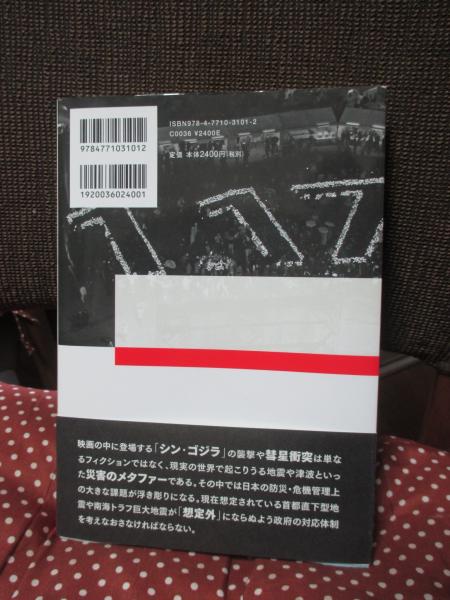 ISBN978-4-7710-3101-2
C0036 ¥2400E
定価 本体2400円(税別)
9784771031012
1920036024001
1.17
映画の中に登場する「シン・ゴジラ」の襲撃や彗星衝突は単な
るフィクションではなく、現実の世界で起こりうる地震や津波といっ
た災害のメタファーである。その中では日本の防災・危機管理上
の大きな課題が浮き彫りになる。現在想定されている首都直下型地
震や南海トラフ巨大地震が「想定外」にならぬよう政府の対応体制
を考えなおさなければならない。